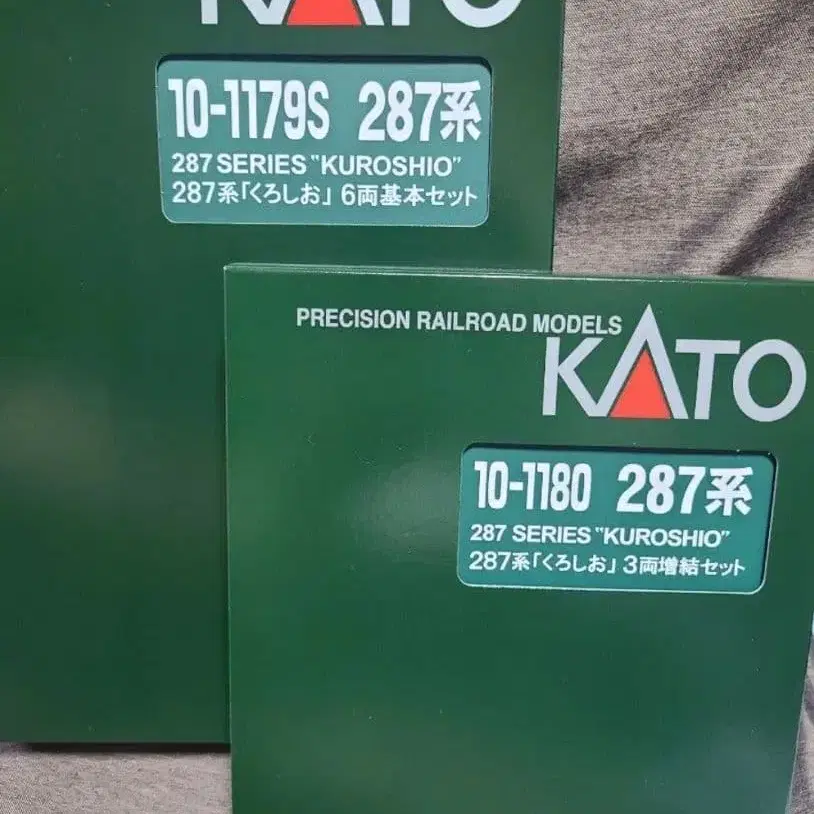 KATO
10-1179S 287系
287 SERIES "KUROSHIO"
287系「くろしお」 6両基本セット
PRECISION RAILROAD MODELS
KATO
10-1180 287系
287 SERIES "KUROSHIO"
287系「くろしお」 3両増結セット